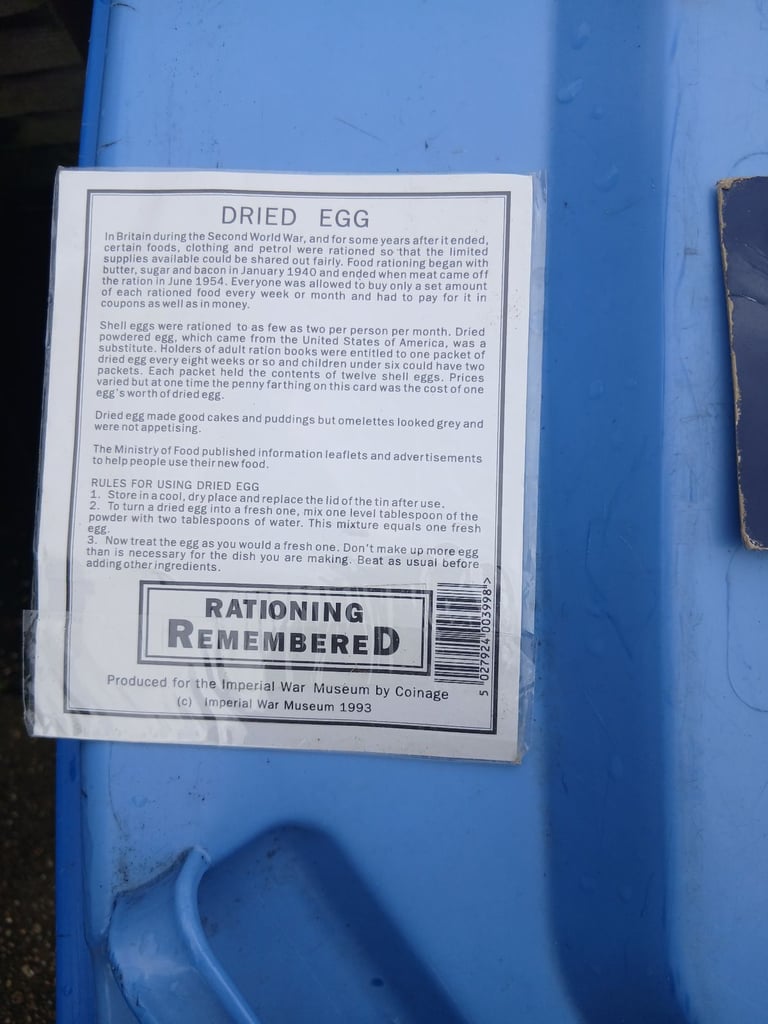 DRIED EGG
In Britain during the Second World War, and for some years after it ended,
certain foods, clothing and petrol were rationed so that the limited
supplies available could be shared out fairly. Food rationing began with
butter, sugar and bacon in January 1940 and ended when meat came off
the ration in June 1954. Everyone was allowed to buy only a set amount
of each rationed food every week or month and had to pay for it in
coupons as well as in money.
Shell eggs were rationed to as few as two per person per month. Dried
powdered egg, which came from the United States of America, was a
substitute. Holders of adult ration books were entitled to one packet of
dried egg every eight weeks or so and children under six could have two
packets. Each packet held the contents of twelve shell eggs. Prices
varied but at one time the penny farthing on this card was the cost of one
egg's worth of dried egg.
Dried egg made good cakes and puddings but omelettes looked grey and
were not appetising.
The Ministry of Food published information leaflets and advertisements
to help people use their new food.
RULES FOR USING DRIED EGG
1. Store in a cool, dry place and replace the lid of the tin after use.
2. To turn a dried egg into a fresh one, mix one level tablespoon of the
powder with two tablespoons of water. This mixture equals one fresh
egg.
3. Now treat the egg as you would a fresh one. Don't make up more egg
than is necessary for the dish you are making. Beat as usual before
adding other ingredients.
RATIONING
REMEMBERED
5 027924 003998 >
Produced for the Imperial War Museum by Coinage
(c) Imperial War Museum 1993